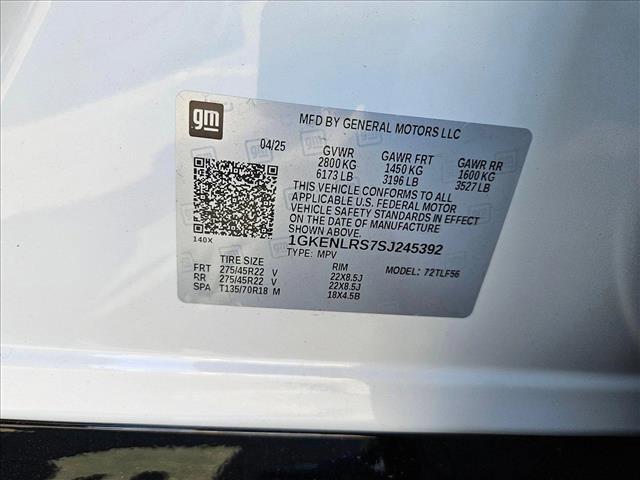 gm
MFD BY GENERAL MOTORS LLC
04/25 GVWR GAWR FRT GAWR RR
2800 KG 1450 KG 1600 KG
6173 LB 3196 LB 3527 LB
THIS VEHICLE CONFORMS TO ALL
APPLICABLE U.S. FEDERAL MOTOR
VEHICLE SAFETY STANDARDS IN EFFECT
ON THE DATE OF MANUFACTURE
SHOWN ABOVE.
140X 1GKENLRS7SJ245392
TYPE: MPV
TIRE SIZE RIM MODEL: 72TLF56
FRT 275/45R22 V 22X8.5J
RR 275/45R22 V 22X8.5J
SPA T135/70R18 M 18X4.5B